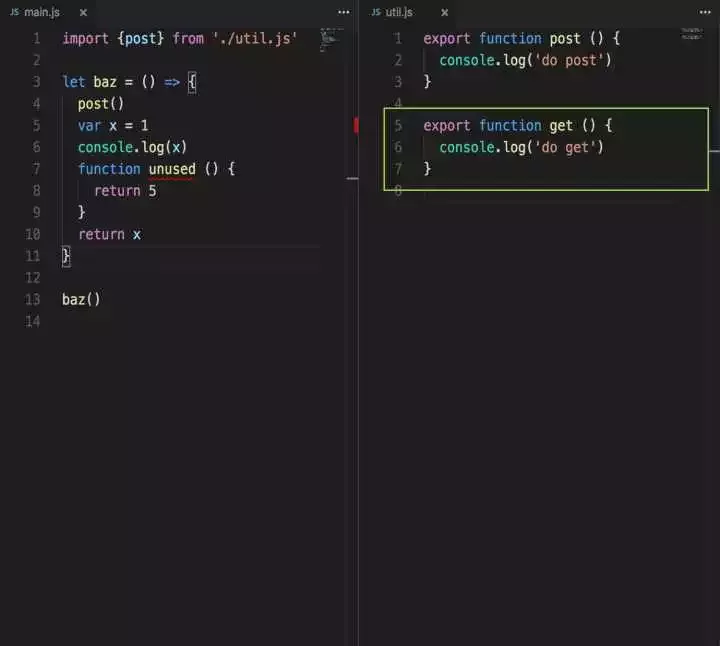 JS main.js × ...
1 import {post} from './util.js'
2
3 let baz = () => {
4 post()
5 var x = 1
6 console.log(x)
7 function unused () {
8 return 5
9 }
10 return x
11 }
12
13 baz()
14
JS util.js × ...
1 export function post () {
2 console.log('do post')
3 }
4
5 export function get () {
6 console.log('do get')
7 }
8